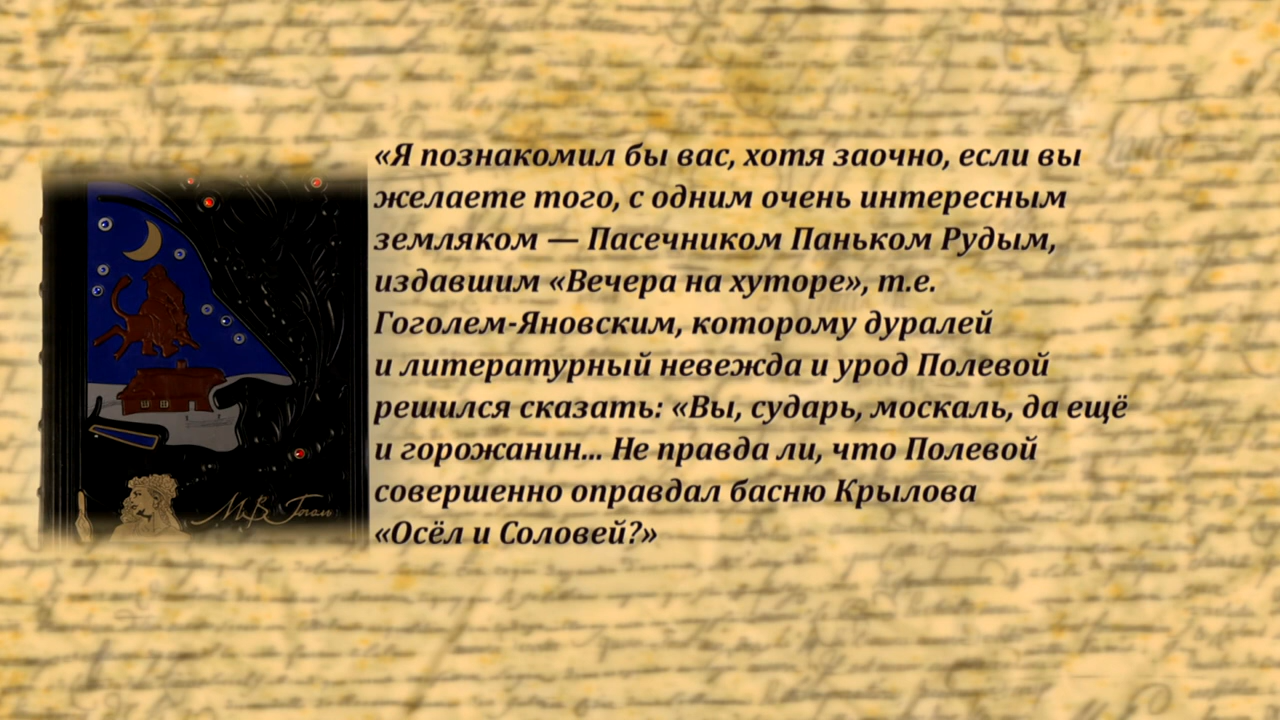 «Я познакомил бы вас, хотя заочно, если вы
желаете того, с одним очень интересным
земляком — Пасечником Паньком Рудым,
издавшим «Вечера на хуторе», т.е.
Гоголем-Яновским, которому дуралей
и литературный невежда и урод Полевой
решился сказать: «Вы, сударь, москаль, да ещё
и горожанин... Не правда ли, что Полевой
совершенно оправдал басню Крылова
«Осёл и Соловей?»